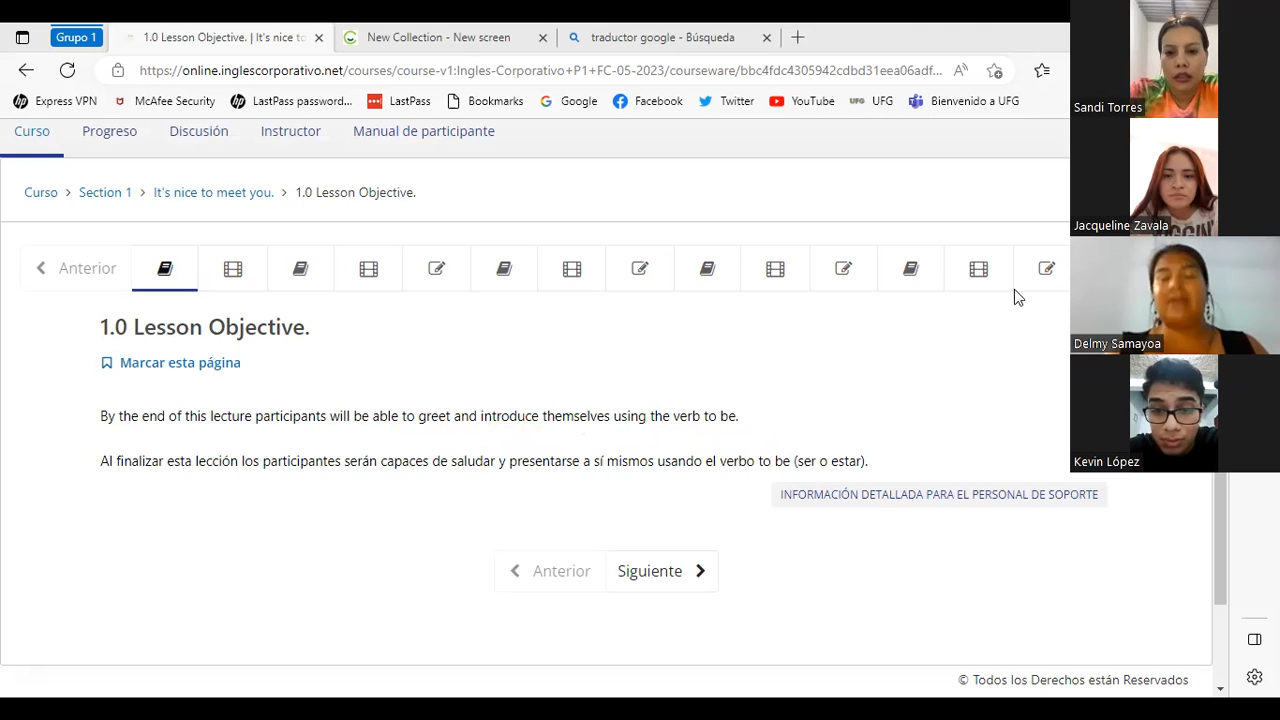 Grupo 1
1.0 Lesson Objective. | It's nice to
New Collection - New screen
traductor google - Búsqueda
https://online.inglescorporativo.net/courses/course-v1:Ingles-Corporativo+P1+FC-05-2023/courseware/bbc4fdc4305942cdbd31eea06adf...
Express VPN
McAfee Security
LastPass password...
LastPass
Bookmarks
Google
Facebook
Twitter
YouTube
UFG
UFG
Bienvenido a UFG
Sandi Torres
Curso
Progreso
Discusión
Instructor
Manual de participante
Curso > Section 1 > It's nice to meet you. > 1.0 Lesson Objective.
Jacqueline Zavala
Anterior
1.0 Lesson Objective.
Delmy Samayoa
Marcar esta página
By the end of this lecture participants will be able to greet and introduce themselves using the verb to be.
Al finalizar esta lección los participantes serán capaces de saludar y presentarse a sí mismos usando el verbo to be (ser o estar).
Kevin López
INFORMACIÓN DETALLADA PARA EL PERSONAL DE SOPORTE
Anterior
Siguiente
© Todos los Derechos están Reservados